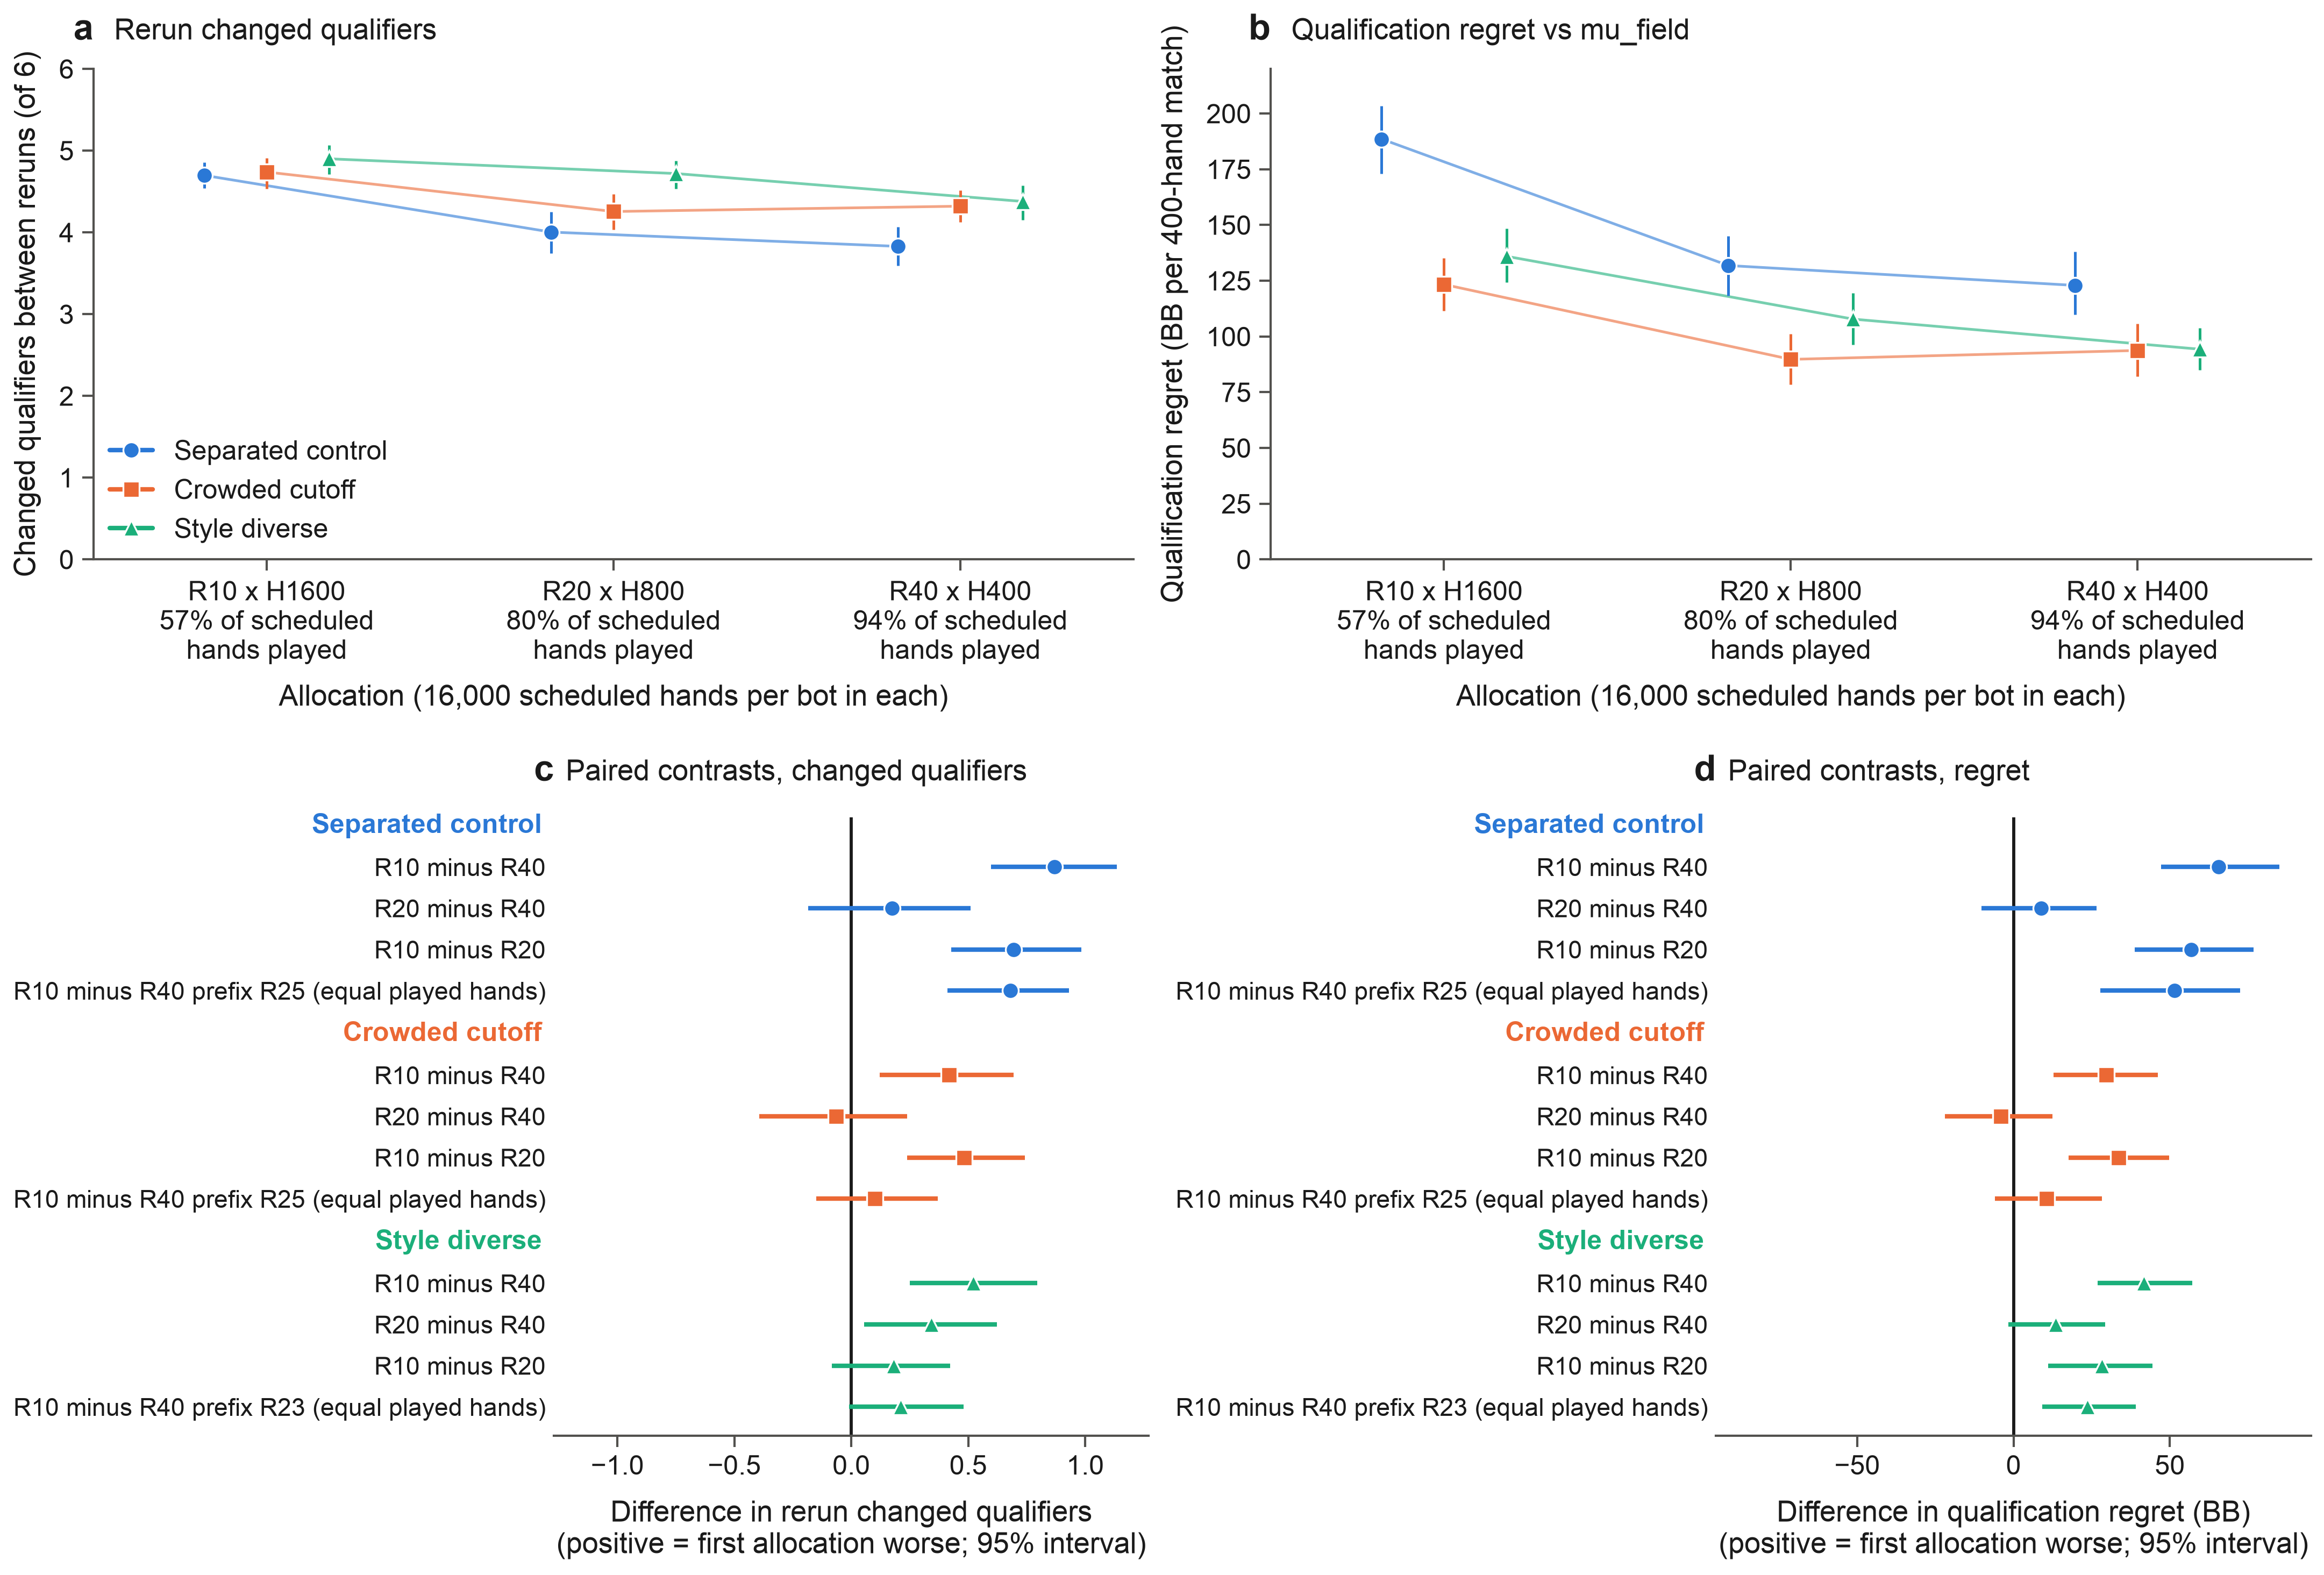 a Rerun changed qualifiers
Changed qualifiers between reruns (of 6)
6
5
4
3
2
1
0
Separated control
Crowded cutoff
Style diverse
R10 x H1600
57% of scheduled
hands played
R20 x H800
80% of scheduled
hands played
R40 x H400
94% of scheduled
hands played
Allocation (16,000 scheduled hands per bot in each)
b Qualification regret vs mu_field
Qualification regret (BB per 400-hand match)
200
175
150
125
100
75
50
25
0
R10 x H1600
57% of scheduled
hands played
R20 x H800
80% of scheduled
hands played
R40 x H400
94% of scheduled
hands played
Allocation (16,000 scheduled hands per bot in each)
c Paired contrasts, changed qualifiers
Separated control
R10 minus R40
R20 minus R40
R10 minus R20
R10 minus R40 prefix R25 (equal played hands)
Crowded cutoff
R10 minus R40
R20 minus R40
R10 minus R20
R10 minus R40 prefix R25 (equal played hands)
Style diverse
R10 minus R40
R20 minus R40
R10 minus R20
R10 minus R40 prefix R23 (equal played hands)
−1.0 −0.5 0.0 0.5 1.0
Difference in rerun changed qualifiers
(positive = first allocation worse; 95% interval)
d Paired contrasts, regret
Separated control
R10 minus R40
R20 minus R40
R10 minus R20
R10 minus R40 prefix R25 (equal played hands)
Crowded cutoff
R10 minus R40
R20 minus R40
R10 minus R20
R10 minus R40 prefix R25 (equal played hands)
Style diverse
R10 minus R40
R20 minus R40
R10 minus R20
R10 minus R40 prefix R23 (equal played hands)
−50 0 50
Difference in qualification regret (BB)
(positive = first allocation worse; 95% interval)